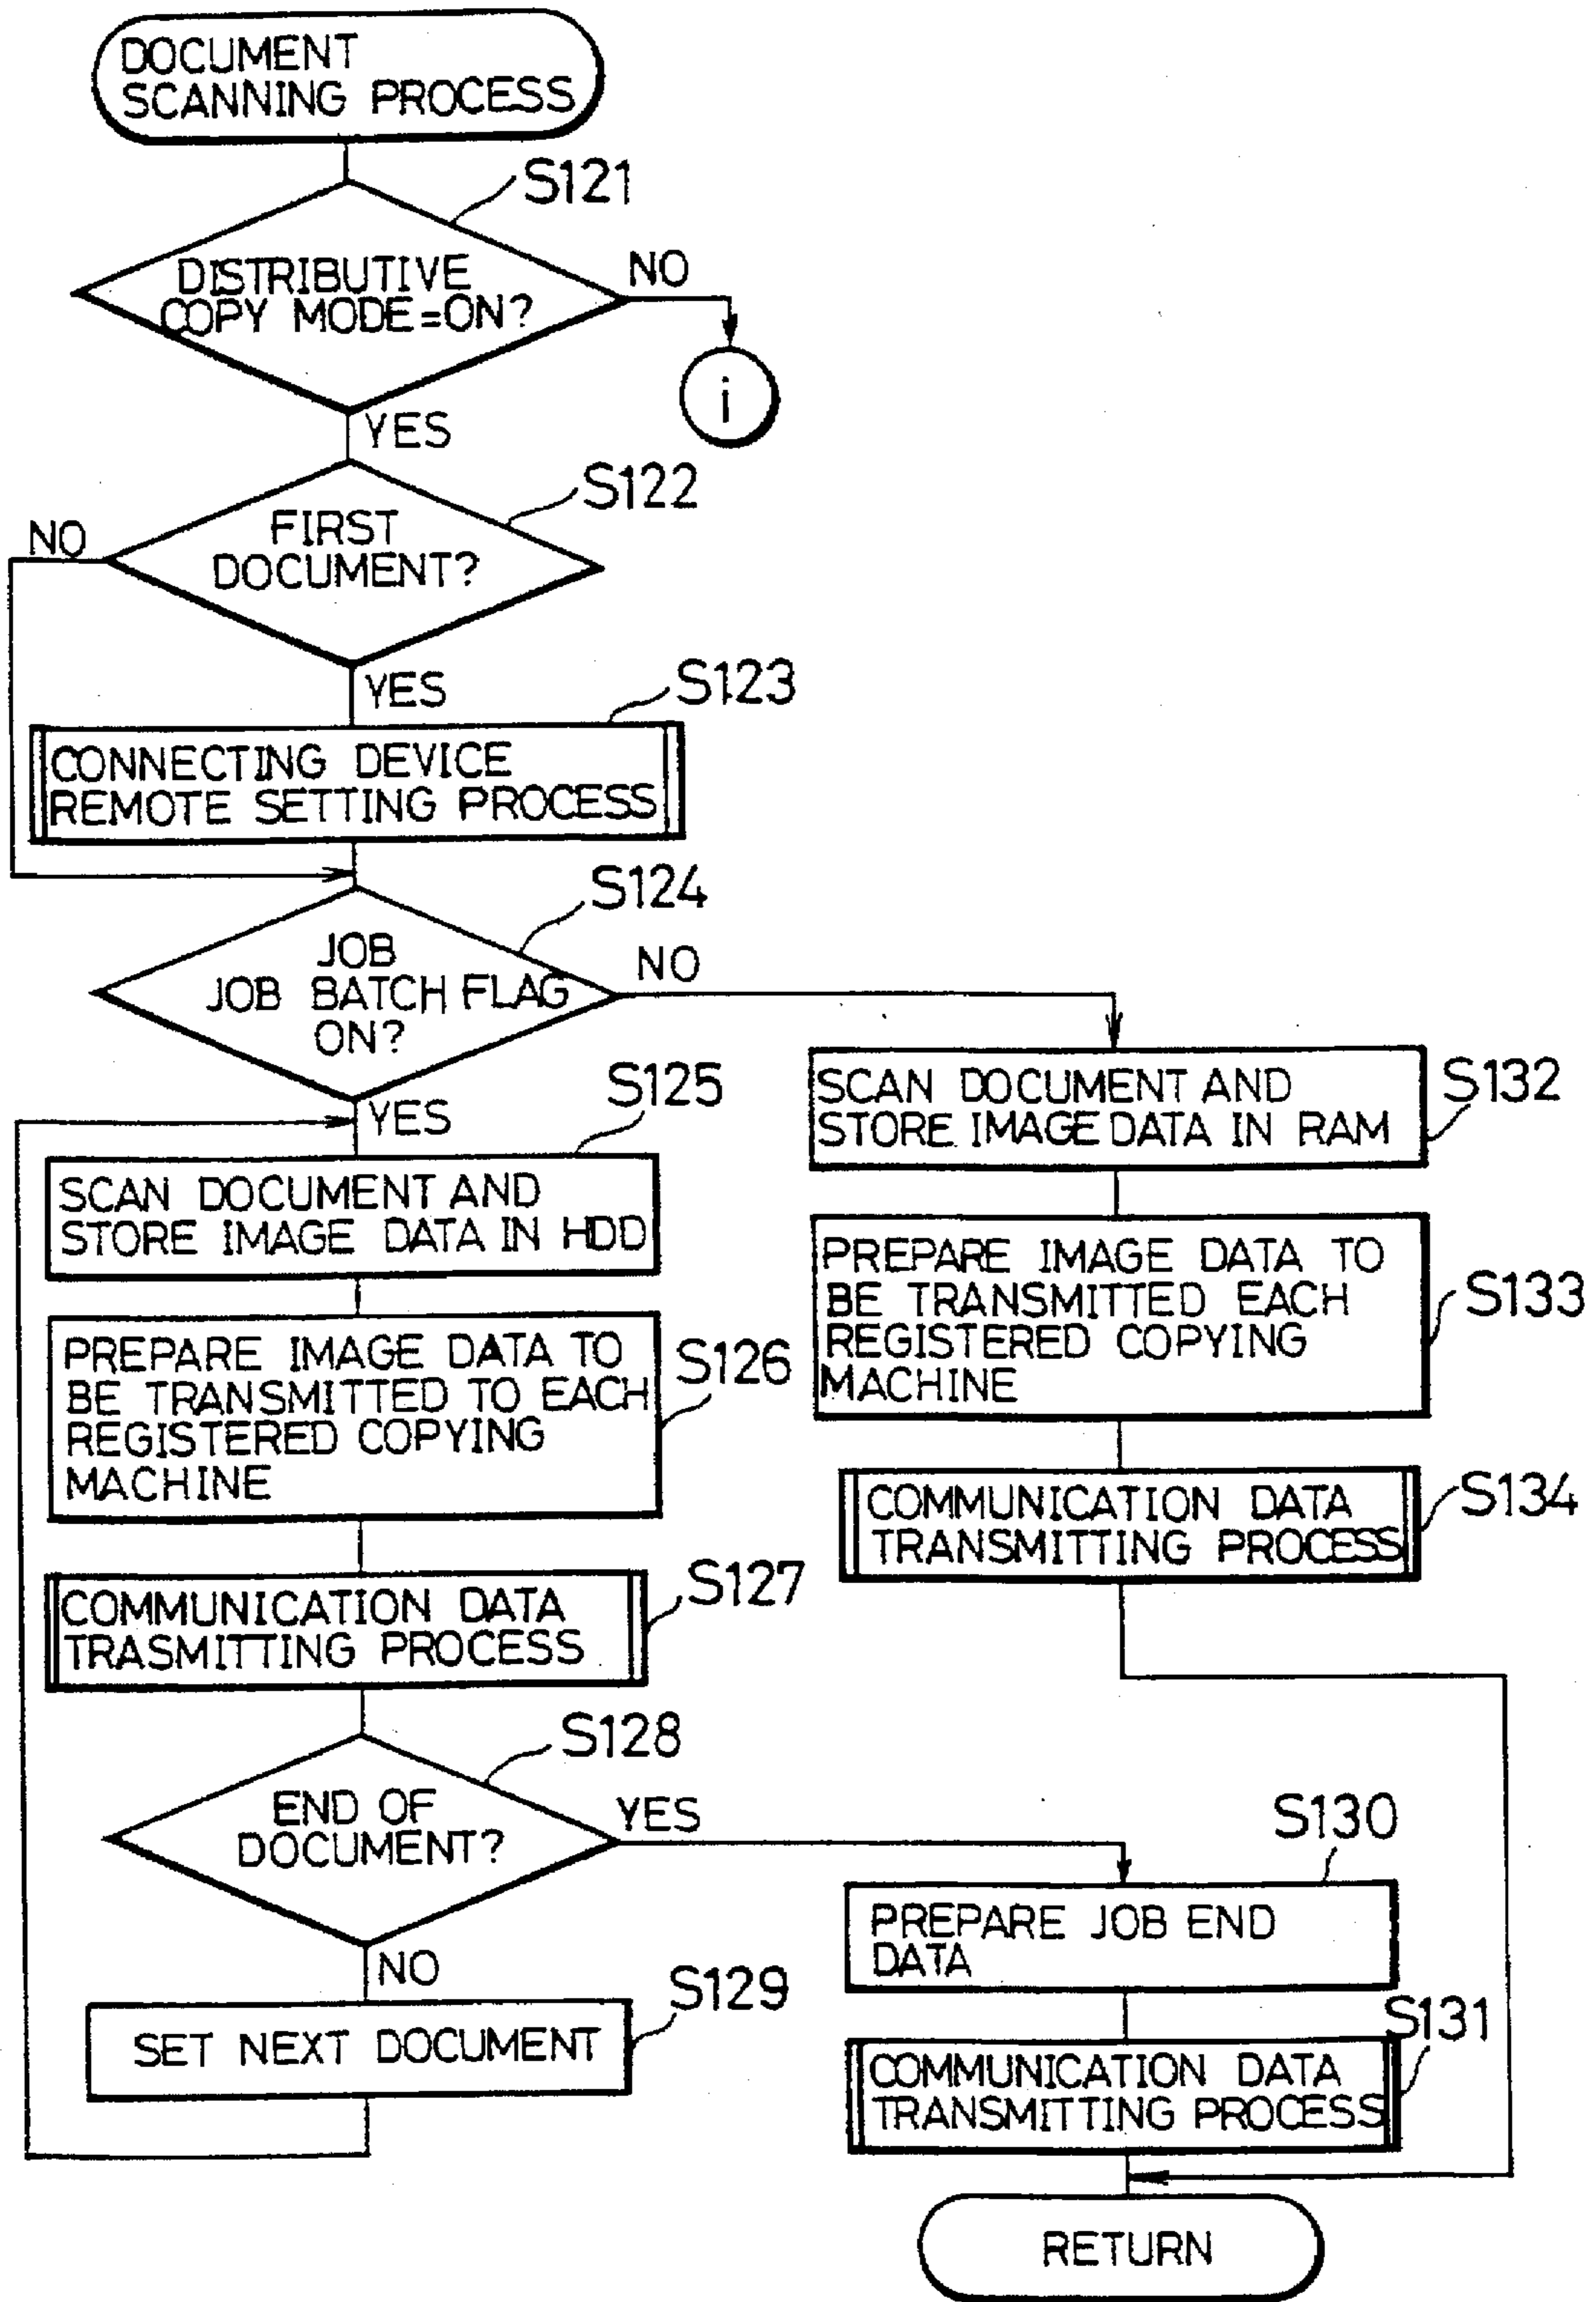 DOCUMENT
SCANNING PROCESS
S121
DISTRIBUTIVE
COPY MODE=ON?
NO
i
YES
S122
FIRST
DOCUMENT?
NO
YES
S123
CONNECTING DEVICE
REMOTE SETTING PROCESS
S124
JOB
JOB BATCH FLAG
ON?
NO
YES
S125
SCAN DOCUMENT AND
STORE IMAGE DATA IN HDD
S126
PREPARE IMAGE DATA TO
BE TRANSMITTED TO EACH
REGISTERED COPYING
MACHINE
S127
COMMUNICATION DATA
TRASMITTING PROCESS
S128
END OF
DOCUMENT?
YES
NO
S129
SET NEXT DOCUMENT
S132
SCAN DOCUMENT AND
STORE IMAGE DATA IN RAM
S133
PREPARE IMAGE DATA TO
BE TRANSMITTED EACH
REGISTERED COPYING
MACHINE
S134
COMMUNICATION DATA
TRANSMITTING PROCESS
S130
PREPARE JOB END
DATA
S131
COMMUNICATION DATA
TRANSMITTING PROCESS
RETURN